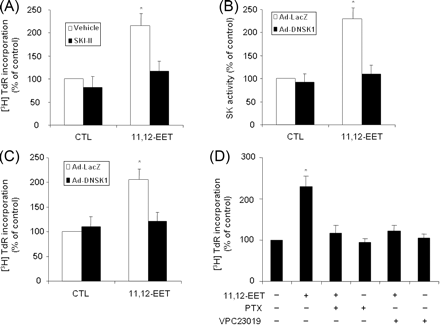 (A)
[³H] TdR incorporation
(% of control)
250
200
150
100
50
0
Vehicle
SKI-II
*
CTL
11,12-EET
(B)
SK activity (% of control)
250
200
150
100
50
0
Ad-LacZ
Ad-DNSK1
*
CTL
11,12-EET
(C)
[³H] TdR incorporation
(% of control)
250
200
150
100
50
0
Ad-LacZ
Ad-DNSK1
*
CTL
11,12-EET
(D)
[³H] TdR incorporation
(% of control)
300
200
100
0
*
11,12-EET – + + – + –
PTX – – + + – –
VPC23019 – – – – + +